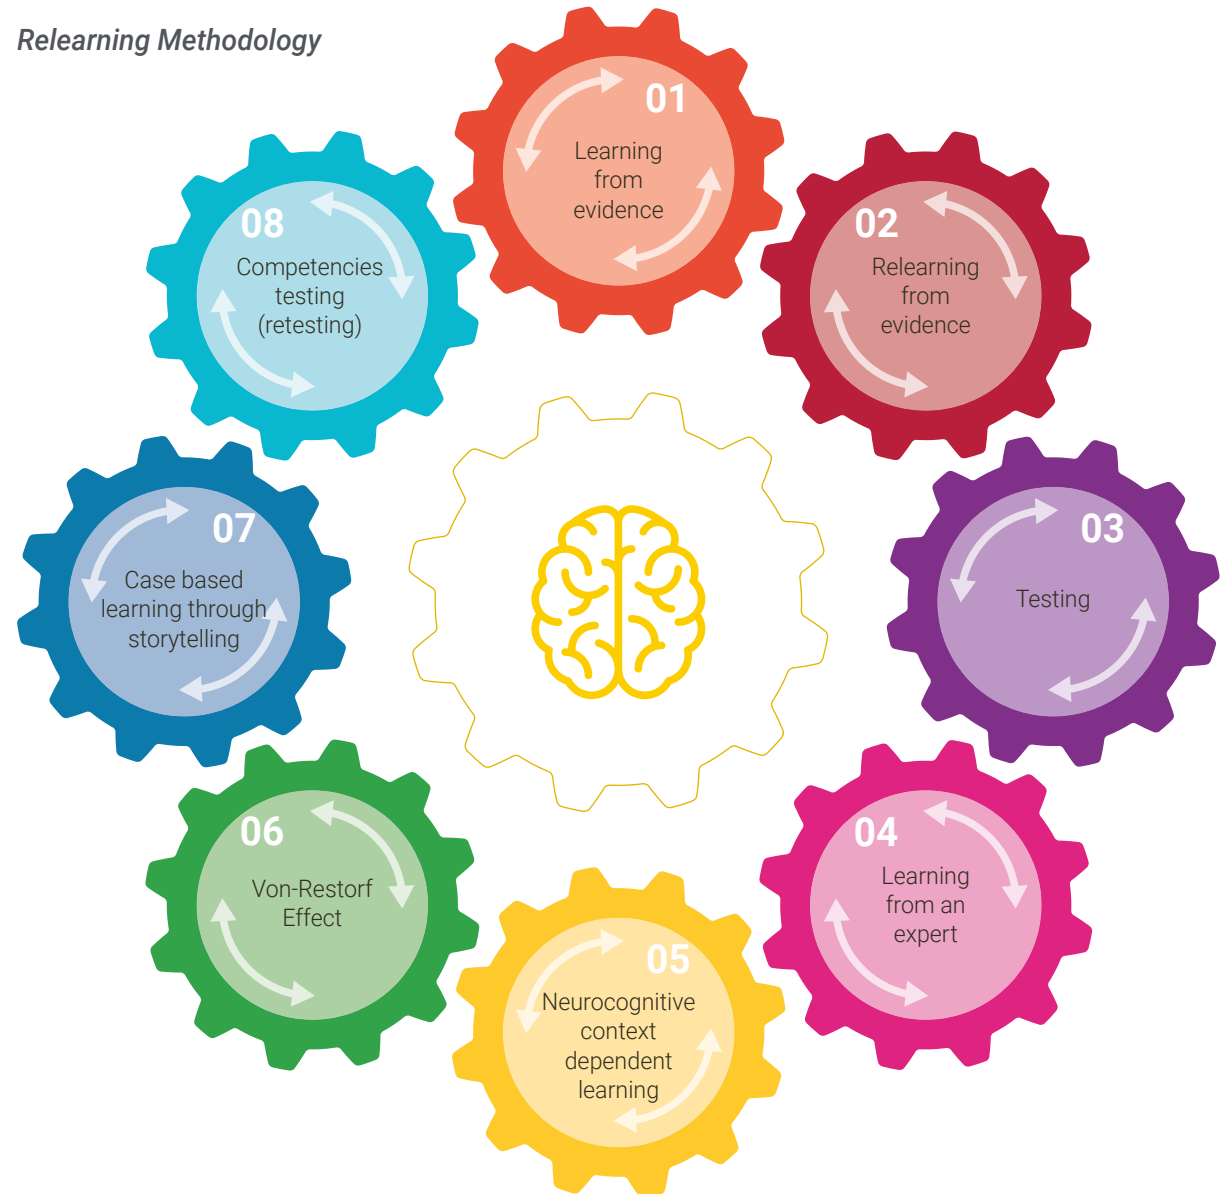 Relearning Methodology
01
Learning
from
evidence
02
Relearning
from
evidence
03
Testing
04
Learning
from an
expert
05
Neurocognitive
context
dependent
learning
06
Von-Restorf
Effect
07
Case based
learning through
storytelling
08
Competencies
testing
(retesting)